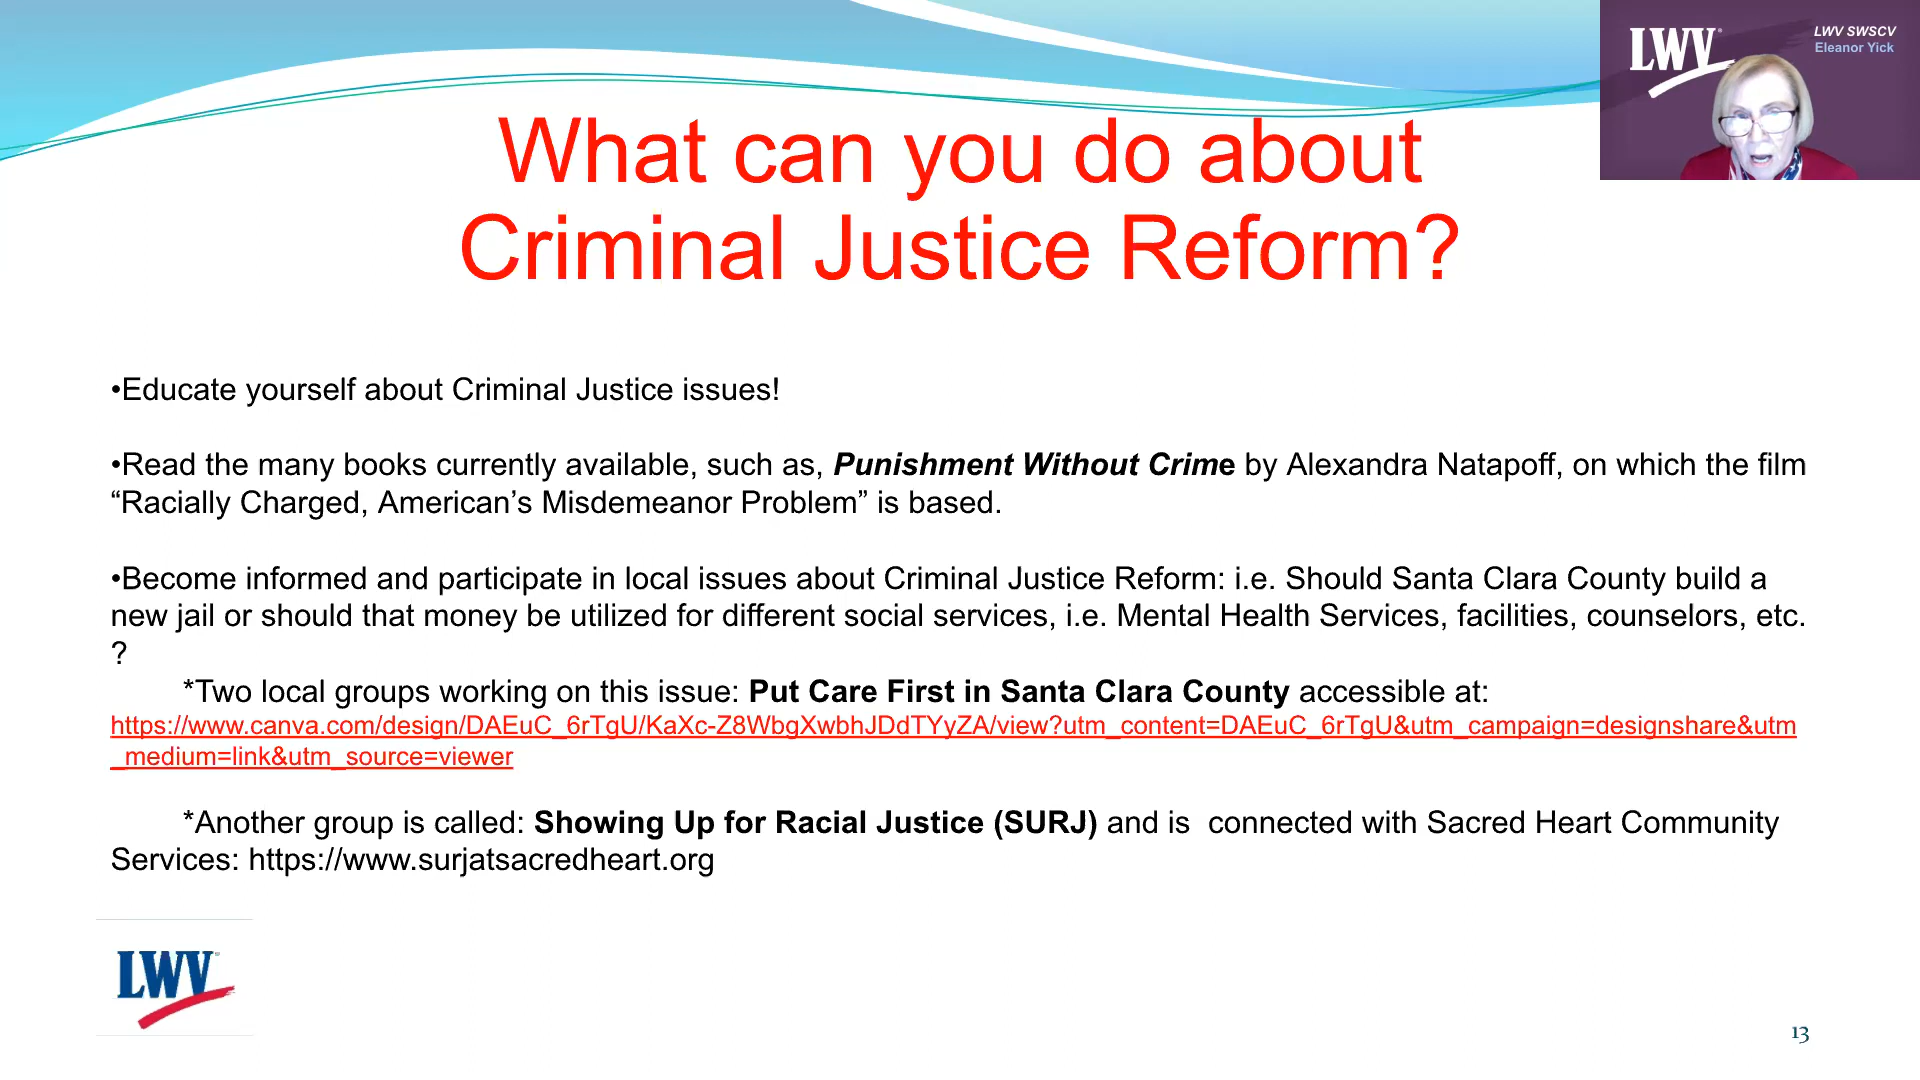 LWV
LWV SWSCV
Eleanor Yick
What can you do about
Criminal Justice Reform?
•Educate yourself about Criminal Justice issues!
•Read the many books currently available, such as, Punishment Without Crime by Alexandra Natapoff, on which the film
“Racially Charged, American’s Misdemeanor Problem” is based.
•Become informed and participate in local issues about Criminal Justice Reform: i.e. Should Santa Clara County build a
new jail or should that money be utilized for different social services, i.e. Mental Health Services, facilities, counselors, etc.
?
*Two local groups working on this issue: Put Care First in Santa Clara County accessible at:
https://www.canva.com/design/DAEuC_6rTgU/KaXc-Z8WbgXwbhJDdTYyZA/view?utm_content=DAEuC_6rTgU&utm_campaign=designshare&utm
_medium=link&utm_source=viewer
*Another group is called: Showing Up for Racial Justice (SURJ) and is  connected with Sacred Heart Community
Services: https://www.surjatsacredheart.org
LWV
13